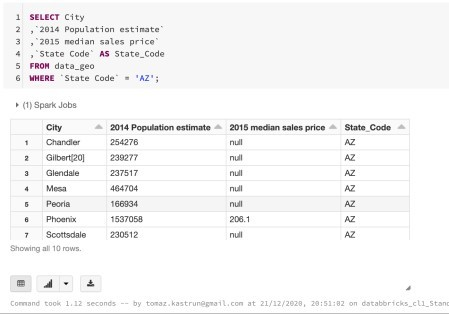 1 SELECT City
2 ,`2014 Population estimate`
3 ,`2015 median sales price`
4 ,`State Code` AS State_Code
5 FROM data_geo
6 WHERE `State Code` = 'AZ';
(1) Spark Jobs
City 2014 Population estimate 2015 median sales price State_Code
1 Chandler 254276 null AZ
2 Gilbert[20] 239277 null AZ
3 Glendale 237517 null AZ
4 Mesa 464704 null AZ
5 Peoria 166934 null AZ
6 Phoenix 1537058 206.1 AZ
7 Scottsdale 230512 null AZ
Showing all 10 rows.
Command took 1.12 seconds -- by tomaz.kastrun@gmail.com at 21/12/2020, 20:51:02 on databbricks_cl1_Stand